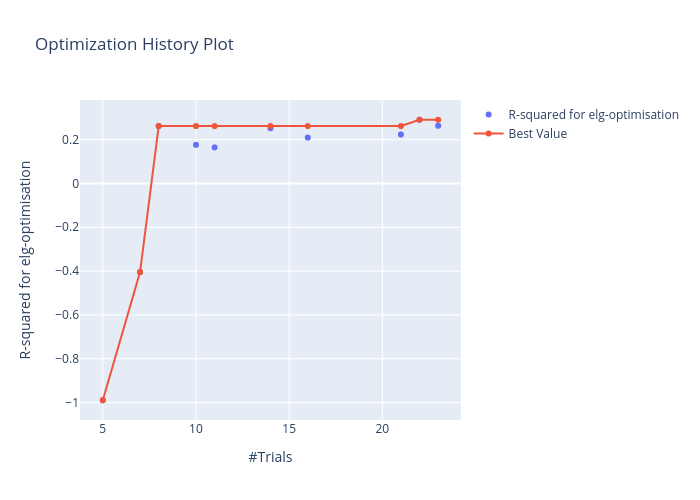 Optimization History Plot
R-squared for elg-optimisation
Best Value
R-squared for elg-optimisation
0.2
0
−0.2
−0.4
−0.6
−0.8
−1
5
10
15
20
#Trials